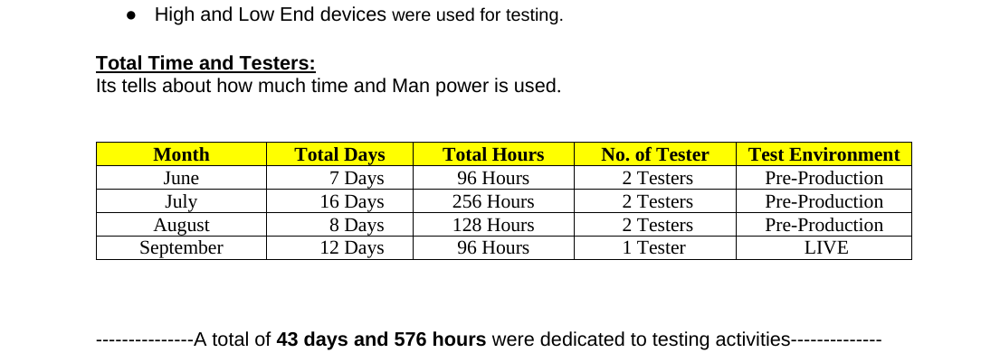 ● High and Low End devices were used for testing.
Total Time and Testers:
Its tells about how much time and Man power is used.
Month Total Days Total Hours No. of Tester Test Environment
June 7 Days 96 Hours 2 Testers Pre-Production
July 16 Days 256 Hours 2 Testers Pre-Production
August 8 Days 128 Hours 2 Testers Pre-Production
September 12 Days 96 Hours 1 Tester LIVE
---------------A total of 43 days and 576 hours were dedicated to testing activities--------------